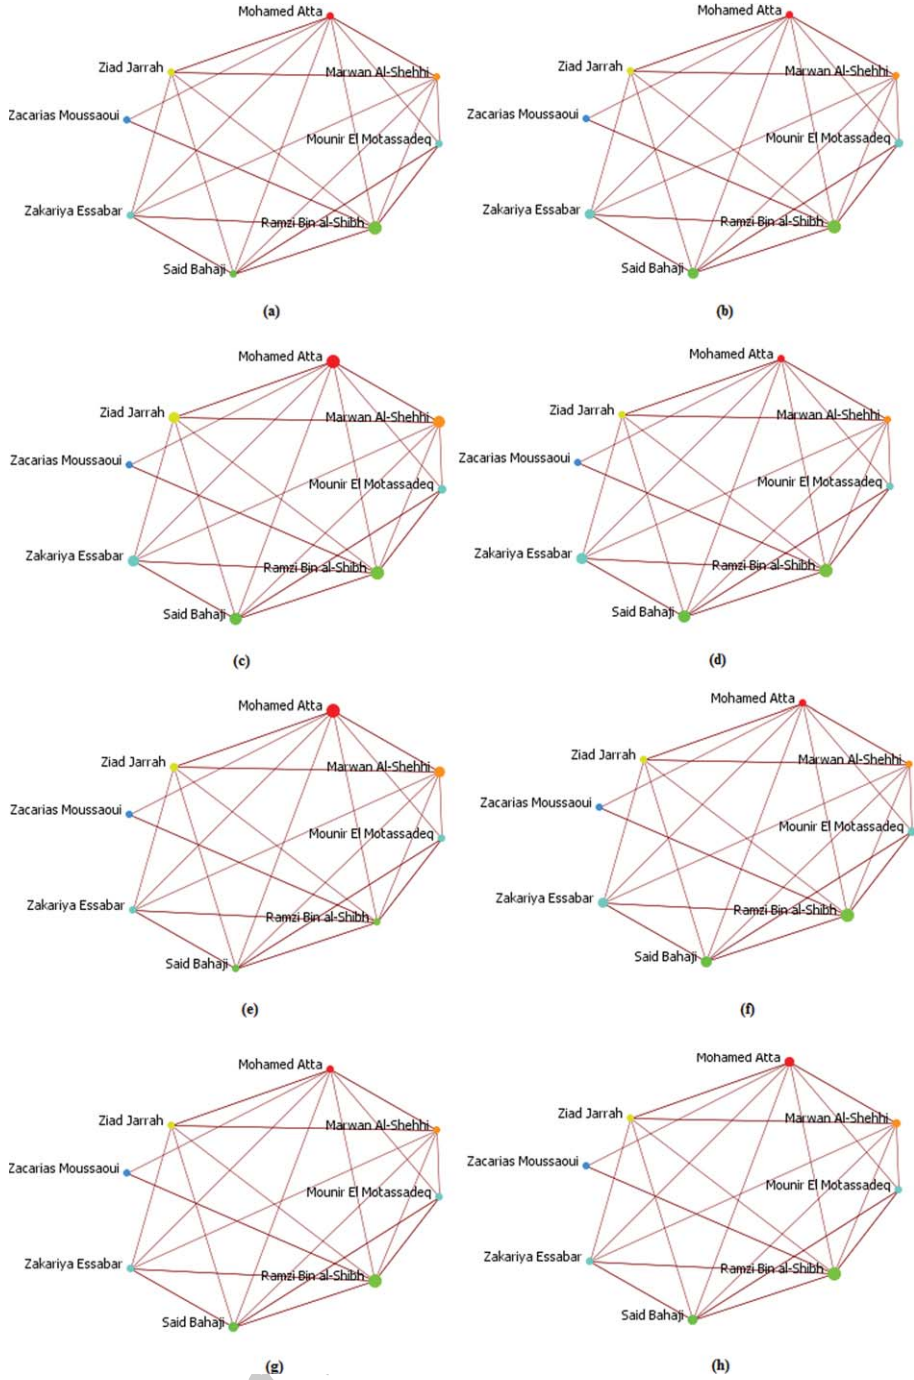 Mohamed Atta
Mohamed Atta
Ziad Jarrah
Marwan Al-Shehhi
Ziad Jarrah
Marwan Al-Shehhi
Zacarias Moussaoui
Zacarias Moussaoui
Mounir El Motassadeq
Mounir El Motassadeq
Zakariya Essabar
Ramzi Bin al-Shibh
Zakariya Essabar
Ramzi Bin al-Shibh
Said Bahaji
Said Bahaji
(a)
(b)
Mohamed Atta
Mohamed Atta
Ziad Jarrah
Marwan Al-Shehhi
Ziad Jarrah
Marwan Al-Shehhi
Zacarias Moussaoui
Zacarias Moussaoui
Mounir El Motassadeq
Mounir El Motassadeq
Zakariya Essabar
Ramzi Bin al-Shibh
Zakariya Essabar
Ramzi Bin al-Shibh
Said Bahaji
Said Bahaji
(c)
(d)
Mohamed Atta
Mohamed Atta
Ziad Jarrah
Marwan Al-Shehhi
Ziad Jarrah
Marwan Al-Shehhi
Zacarias Moussaoui
Zacarias Moussaoui
Mounir El Motassadeq
Mounir El Motassadeq
Zakariya Essabar
Ramzi Bin al-Shibh
Zakariya Essabar
Ramzi Bin al-Shibh
Said Bahaji
Said Bahaji
(e)
(f)
Mohamed Atta
Mohamed Atta
Ziad Jarrah
Marwan Al-Shehhi
Ziad Jarrah
Marwan Al-Shehhi
Zacarias Moussaoui
Zacarias Moussaoui
Mounir El Motassadeq
Mounir El Motassadeq
Zakariya Essabar
Ramzi Bin al-Shibh
Zakariya Essabar
Ramzi Bin al-Shibh
Said Bahaji
Said Bahaji
(g)
(h)